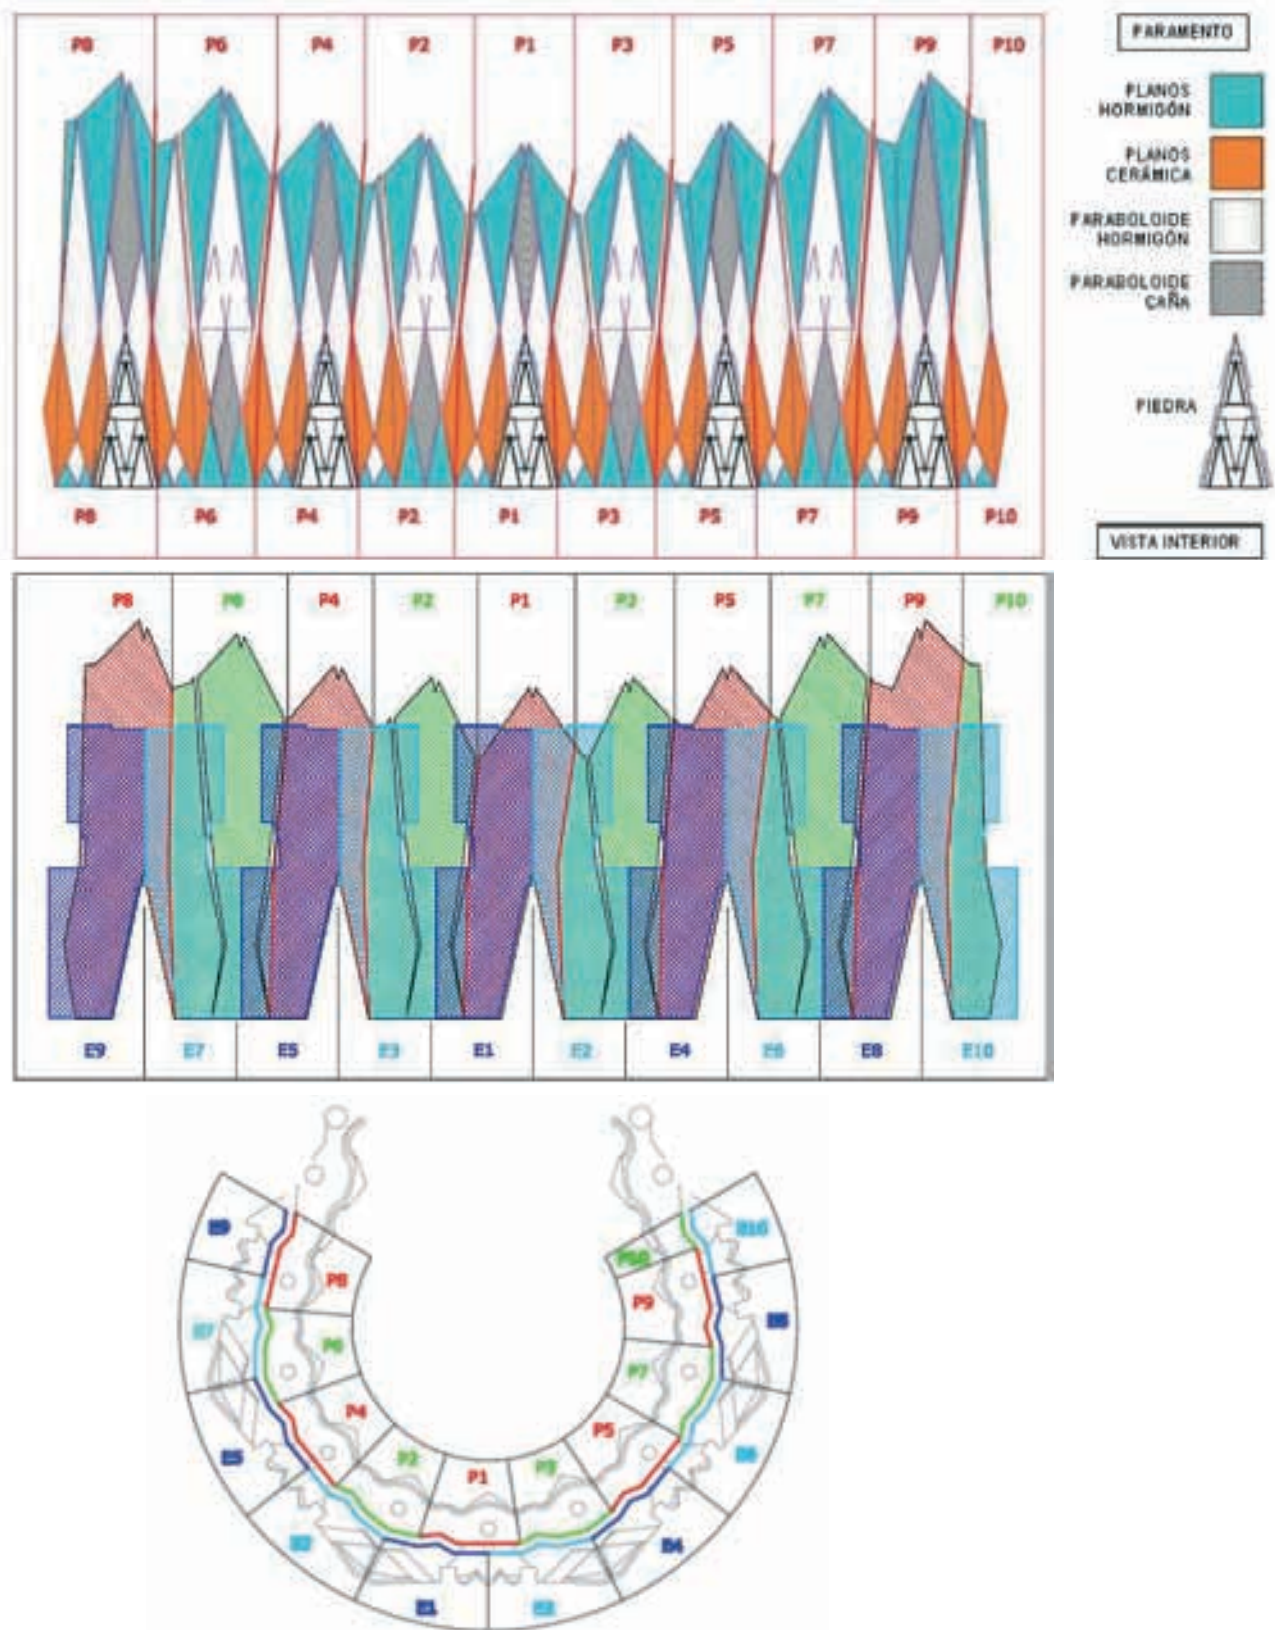 P8 P6 P4 P2 P1 P3 P5 P7 P9 P10
P8 P6 P4 P2 P1 P3 P5 P7 P9 P10
PARAMENTO
PLANOS
HORMIGÓN
PLANOS
CERÁMICA
PARABOLOIDE
HORMIGÓN
PARABOLOIDE
CAÑA
PIEDRA
VISTA INTERIOR
P8 P6 P4 P2 P1 P3 P5 P7 P9 P10
E9 E7 E5 E3 E1 E2 E4 E6 E8 E10
E9
E10
P10
P8
P9
E7
E8
P6
P7
P4
P5
E5
E6
P2
P3
P1
E3
E4
E1
E2